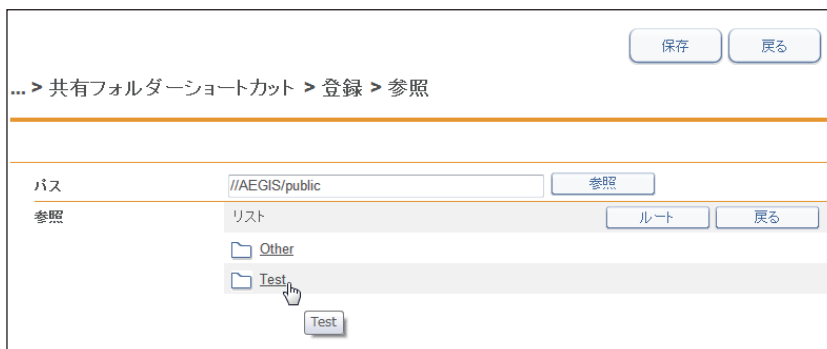 保存 戻る
... > 共有フォルダーショートカット > 登録 > 参照
パス //AEGIS/public 参照
参照 リスト ルート 戻る
Other
Test
Test